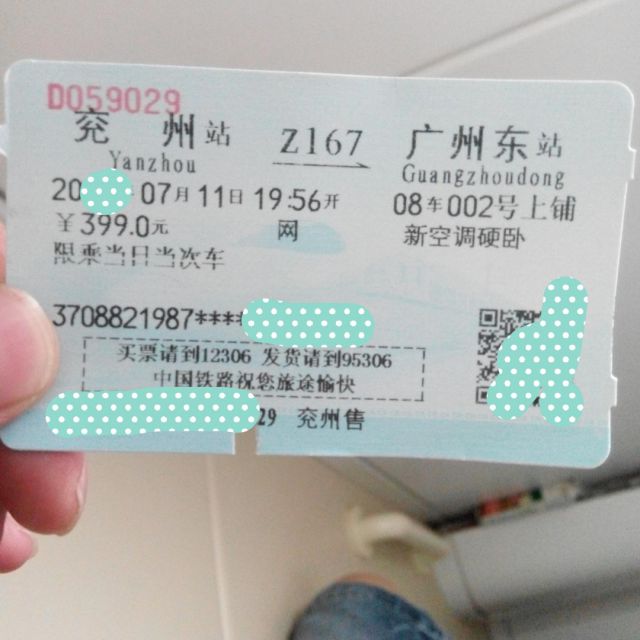 D059029
兖州站 Z167 广州东站
Yanzhou Guangzhoudong
20 07月11日19:56开 08车002号上铺
￥399.0元 网 新空调硬卧
限乘当日当次车
3708821987****
买票请到12306 发货请到95306
中国铁路祝您旅途愉快
29 兖州售